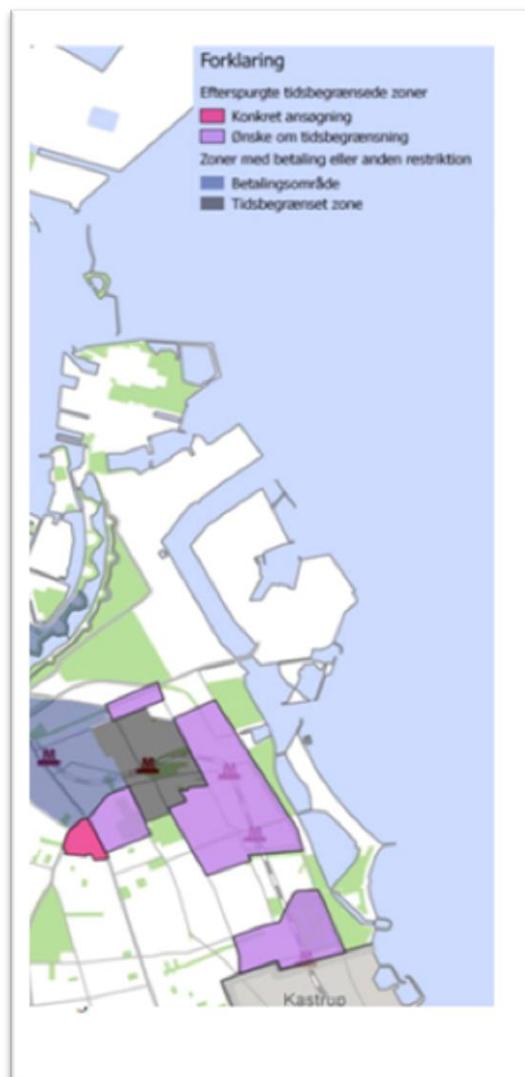 Forklaring
Efterspurgte tidsbegrænsede zoner
Konkret ansøgning
Ønske om tidsbegrænsning
Zoner med betaling eller anden restriktion
Betalingsområde
Tidsbegrænset zone
M
M
M
M
M
Kastrup